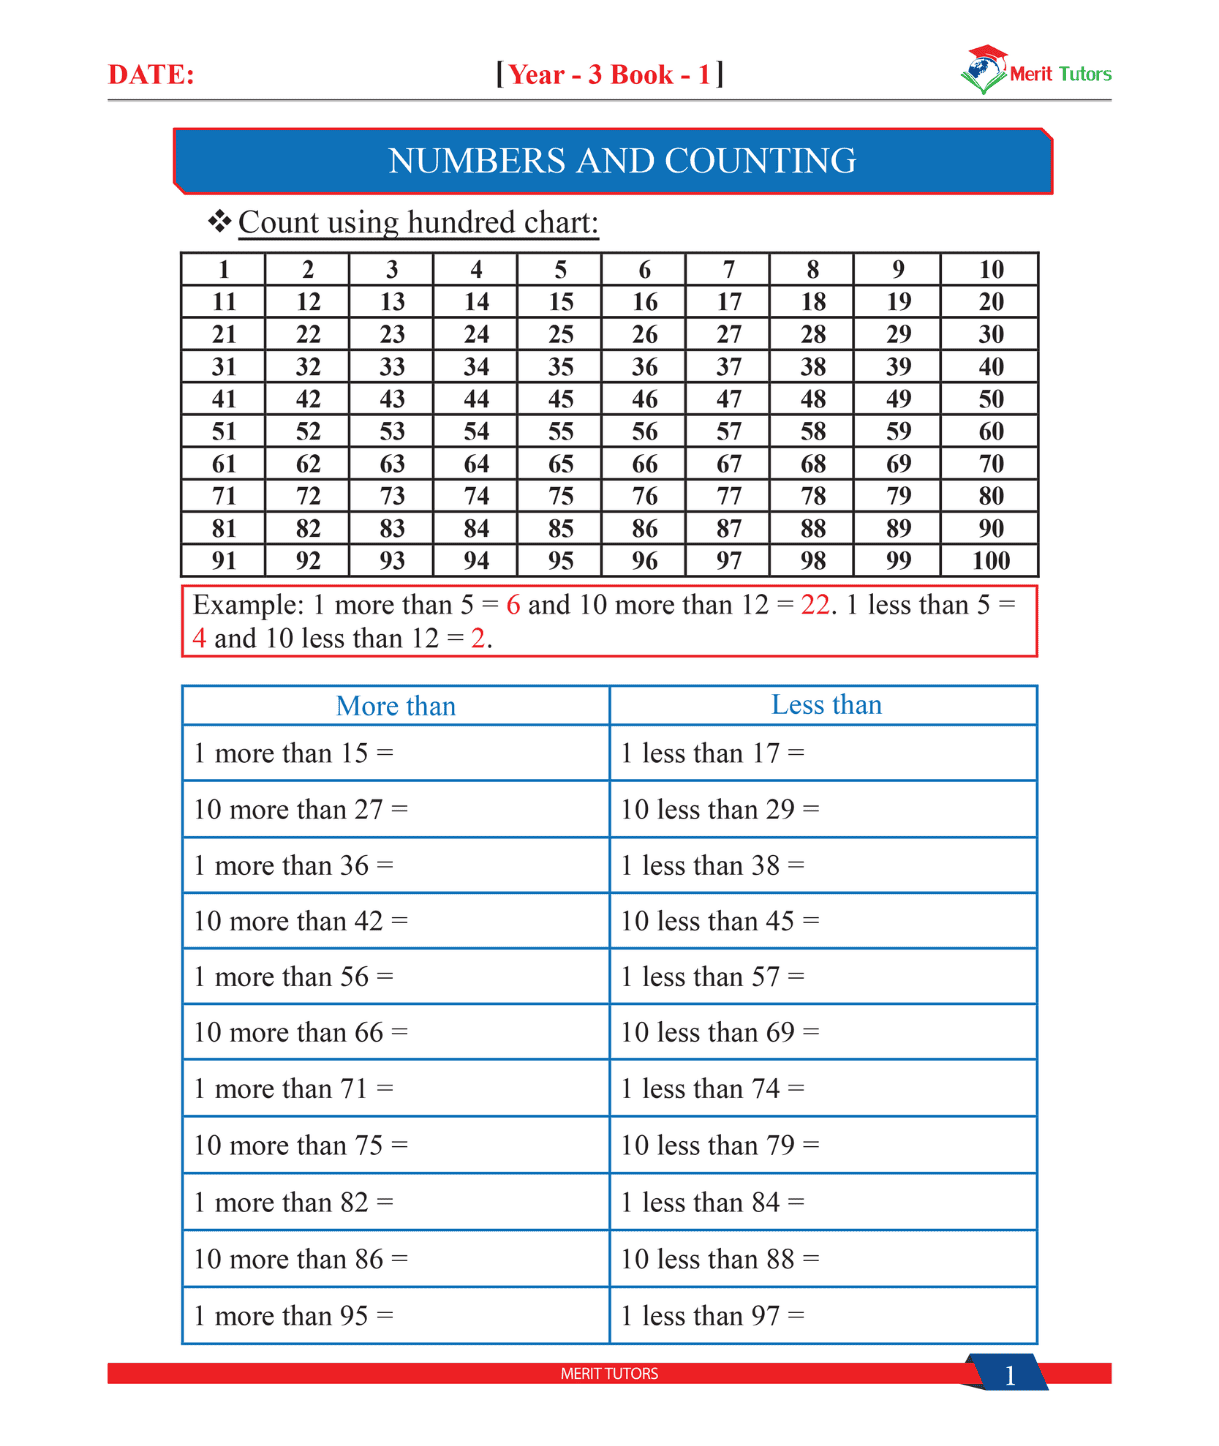 DATE: [Year - 3 Book - 1] Merit Tutors
NUMBERS AND COUNTING
❖ Count using hundred chart:
1 2 3 4 5 6 7 8 9 10
11 12 13 14 15 16 17 18 19 20
21 22 23 24 25 26 27 28 29 30
31 32 33 34 35 36 37 38 39 40
41 42 43 44 45 46 47 48 49 50
51 52 53 54 55 56 57 58 59 60
61 62 63 64 65 66 67 68 69 70
71 72 73 74 75 76 77 78 79 80
81 82 83 84 85 86 87 88 89 90
91 92 93 94 95 96 97 98 99 100
Example: 1 more than 5 = 6 and 10 more than 12 = 22. 1 less than 5 =
4 and 10 less than 12 = 2.
More than Less than
1 more than 15 = 1 less than 17 =
10 more than 27 = 10 less than 29 =
1 more than 36 = 1 less than 38 =
10 more than 42 = 10 less than 45 =
1 more than 56 = 1 less than 57 =
10 more than 66 = 10 less than 69 =
1 more than 71 = 1 less than 74 =
10 more than 75 = 10 less than 79 =
1 more than 82 = 1 less than 84 =
10 more than 86 = 10 less than 88 =
1 more than 95 = 1 less than 97 =
MERIT TUTORS 1